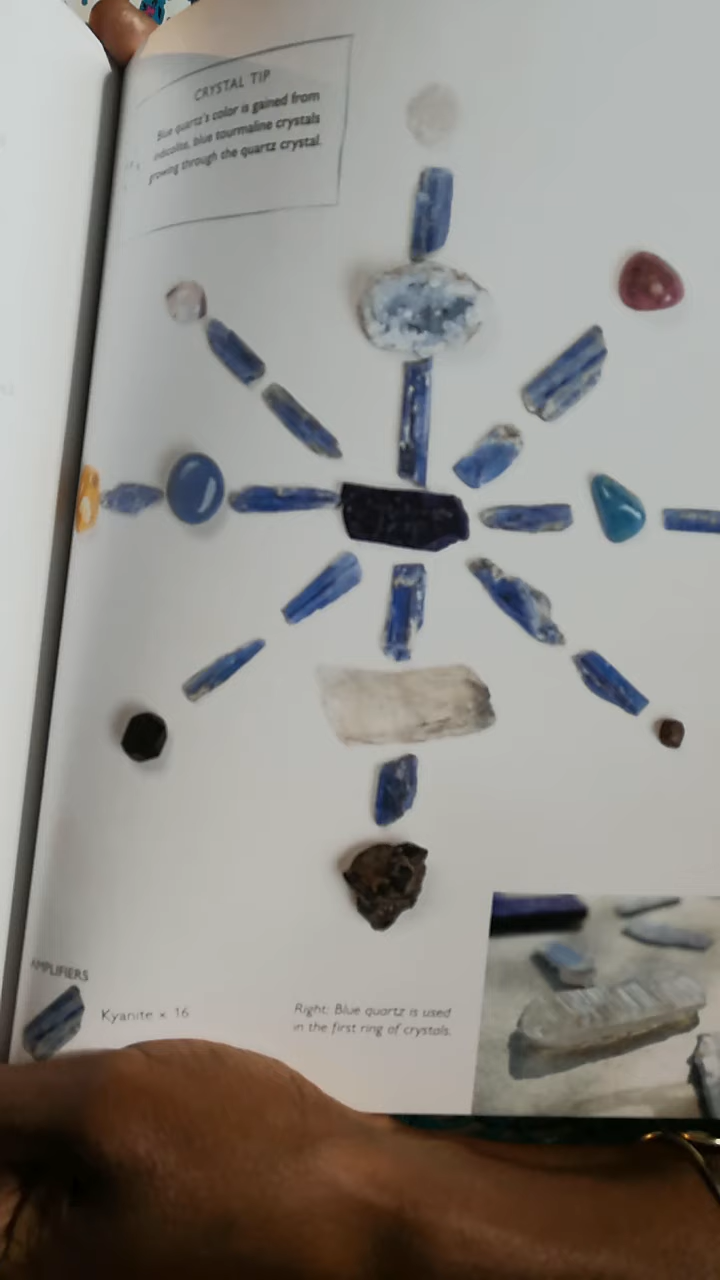 CRYSTAL TIP
Blue quartz's color is gained from
indicolite, blue tourmaline crystals
growing through the quartz crystal.
AMPLIFIERS
Kyanite × 16
Right: Blue quartz is used
in the first ring of crystals.